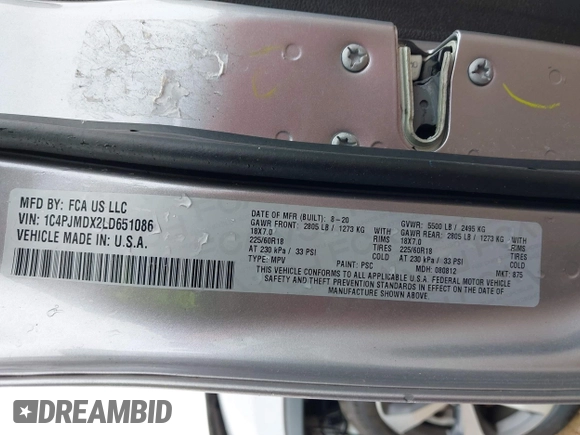 MFD BY: FCA US LLC
VIN: 1C4PJMDX2LD651086
VEHICLE MADE IN: U.S.A.
DATE OF MFR (BUILT): 8-20 GVWR: 5500 LB / 2495 KG
GAWR FRONT: 2805 LB / 1273 KG GAWR REAR: 2805 LB / 1273 KG
18X7.0 RIMS 18X7.0 RIMS
225/60R18 TIRES 225/60R18 TIRES
AT 230 kPa / 33 PSI COLD AT 230 kPa / 33 PSI COLD
TYPE: MPV PAINT: PSC MDH: 080812 MKT: 875
THIS VEHICLE CONFORMS TO ALL APPLICABLE U.S.A. FEDERAL MOTOR VEHICLE
SAFETY AND THEFT PREVENTION STANDARDS IN EFFECT ON THE DATE OF
MANUFACTURE SHOWN ABOVE.
DREAMBID